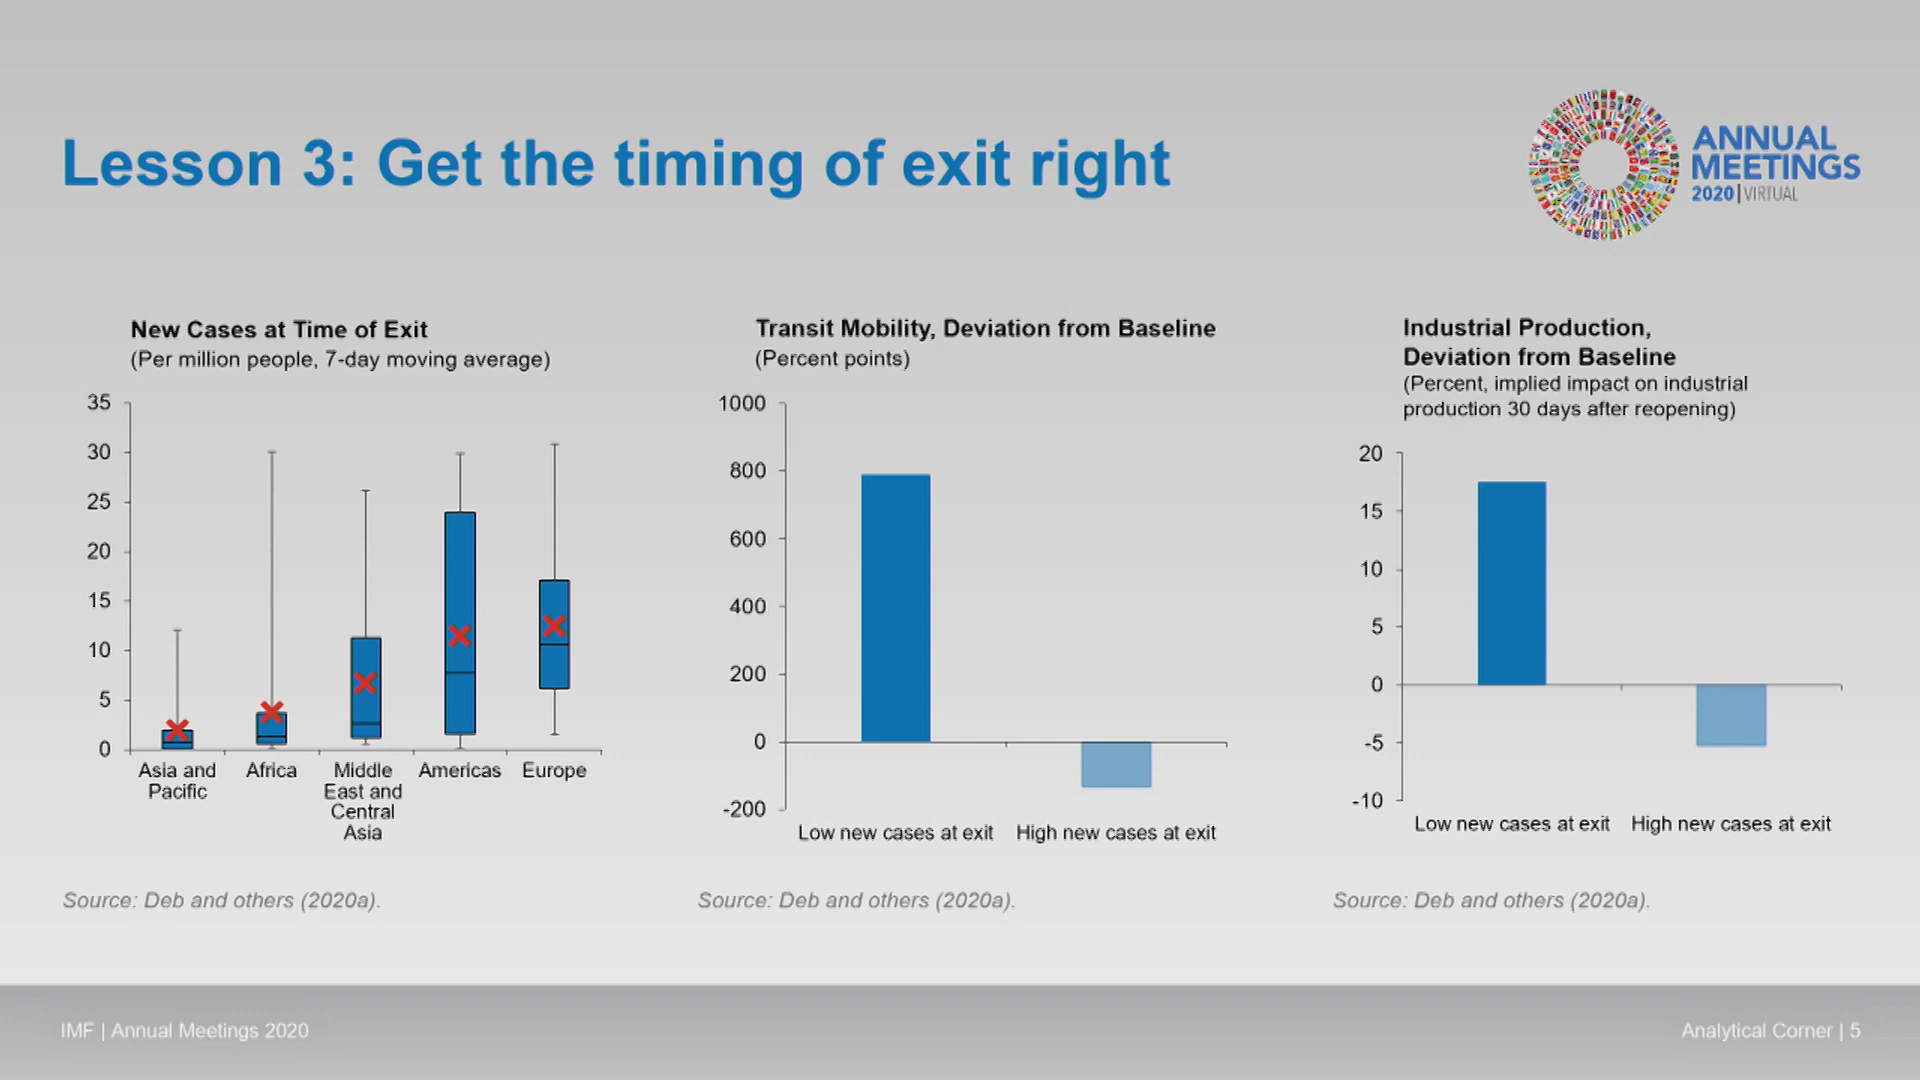 Lesson 3: Get the timing of exit right
ANNUAL
MEETINGS
2020 | VIRTUAL
New Cases at Time of Exit
(Per million people, 7-day moving average)
35
30
25
20
15
10
5
0
Asia and
Pacific
Africa
Middle
East and
Central
Asia
Americas
Europe
Source: Deb and others (2020a).
Transit Mobility, Deviation from Baseline
(Percent points)
1000
800
600
400
200
0
-200
Low new cases at exit
High new cases at exit
Source: Deb and others (2020a).
Industrial Production,
Deviation from Baseline
(Percent, implied impact on industrial
production 30 days after reopening)
20
15
10
5
0
-5
-10
Low new cases at exit
High new cases at exit
Source: Deb and others (2020a).
IMF | Annual Meetings 2020
Analytical Corner | 5